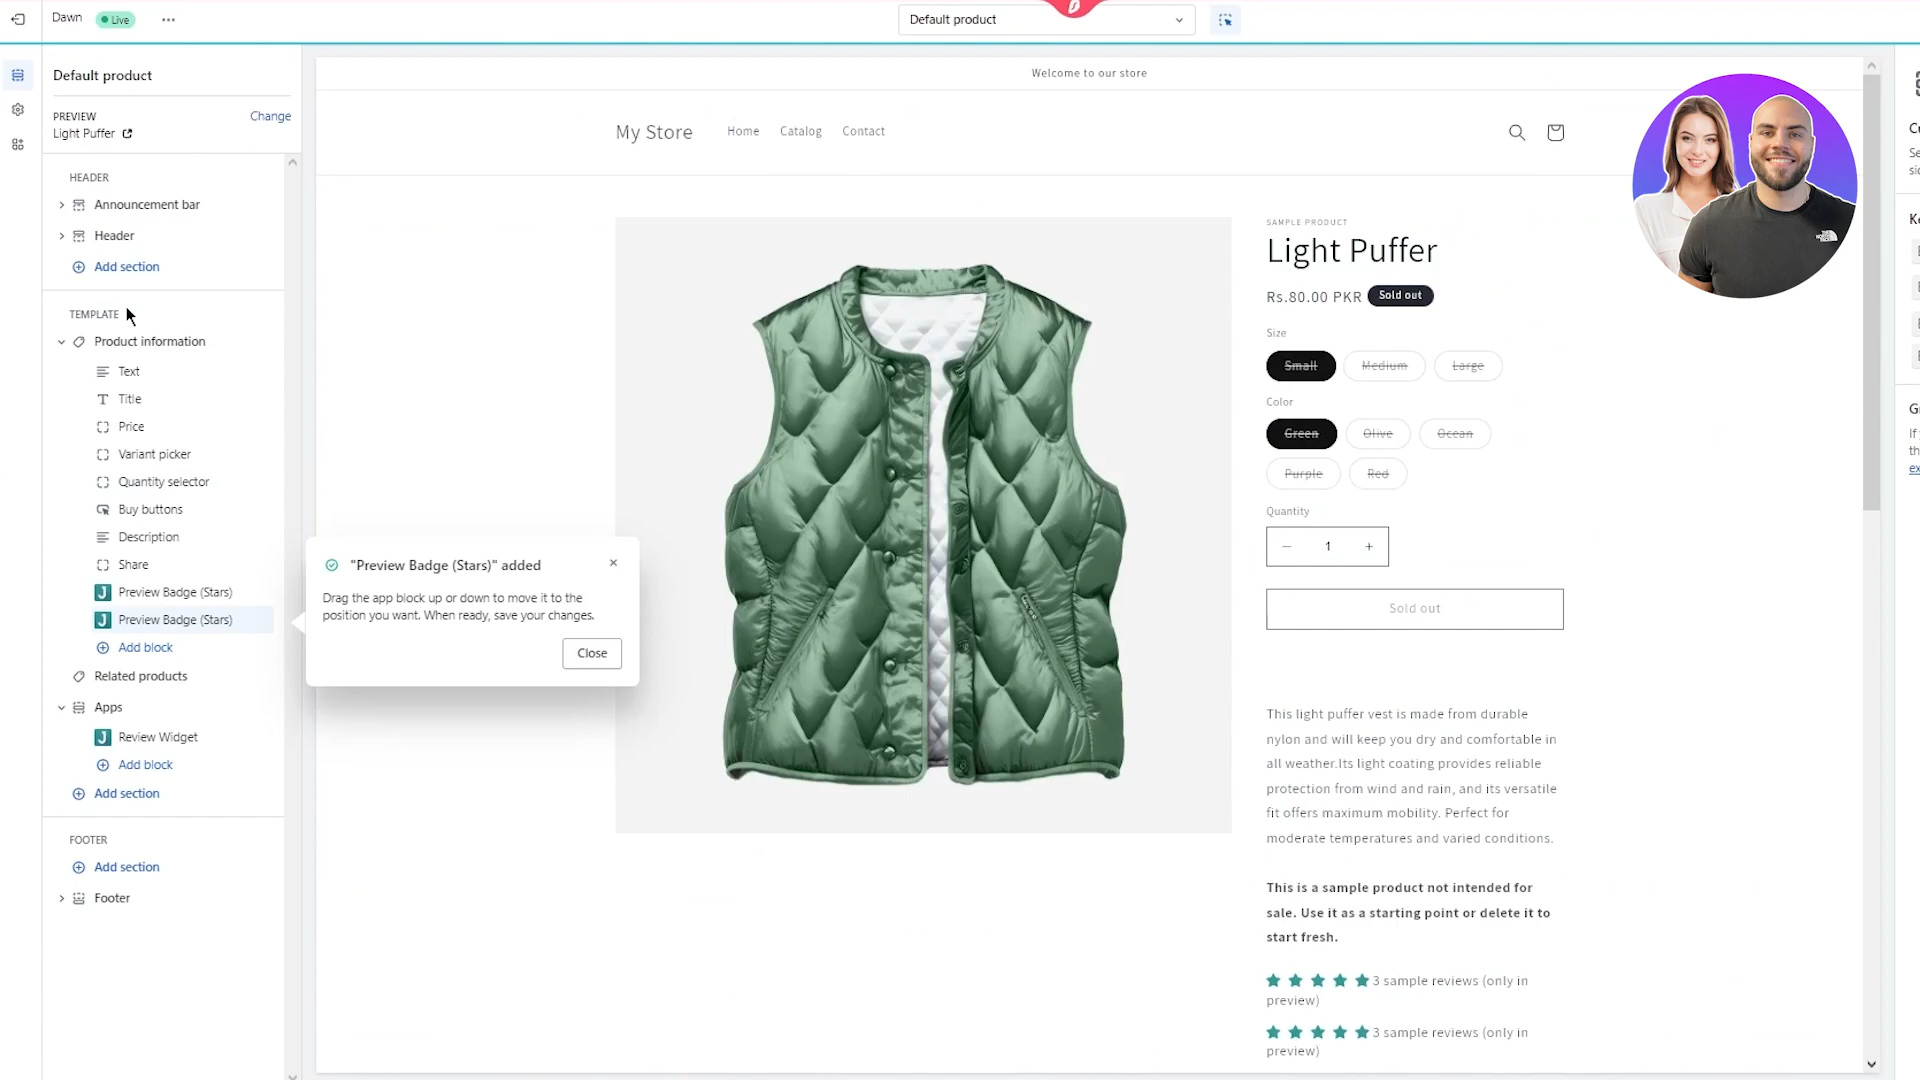 Dawn
Live
Default product
Default product
PREVIEW
Change
Light Puffer
HEADER
Announcement bar
Header
Add section
TEMPLATE
Product information
Text
Title
Price
Variant picker
Quantity selector
Buy buttons
Description
Share
Preview Badge (Stars)
Preview Badge (Stars)
Add block
Related products
Apps
Review Widget
Add block
Add section
FOOTER
Add section
Footer
"Preview Badge (Stars)" added
Drag the app block up or down to move it to the
position you want. When ready, save your changes.
Close
Welcome to our store
My Store
Home
Catalog
Contact
SAMPLE PRODUCT
Light Puffer
Rs.80.00 PKR
Sold out
Size
Small
Medium
Large
Color
Green
Olive
Ocean
Purple
Red
Quantity
1
Sold out
This light puffer vest is made from durable
nylon and will keep you dry and comfortable in
all weather.Its light coating provides reliable
protection from wind and rain, and its versatile
fit offers maximum mobility. Perfect for
moderate temperatures and varied conditions.
This is a sample product not intended for
sale. Use it as a starting point or delete it to
start fresh.
3 sample reviews (only in
preview)
3 sample reviews (only in
preview)